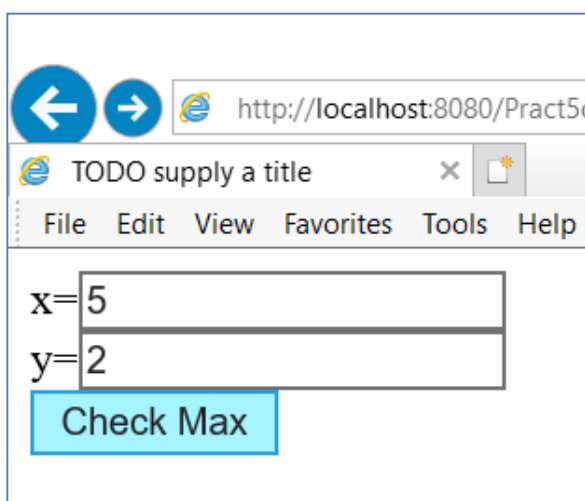 http://localhost:8080/Pract5
TODO supply a title
File Edit View Favorites Tools Help
x=5
y=2
Check Max